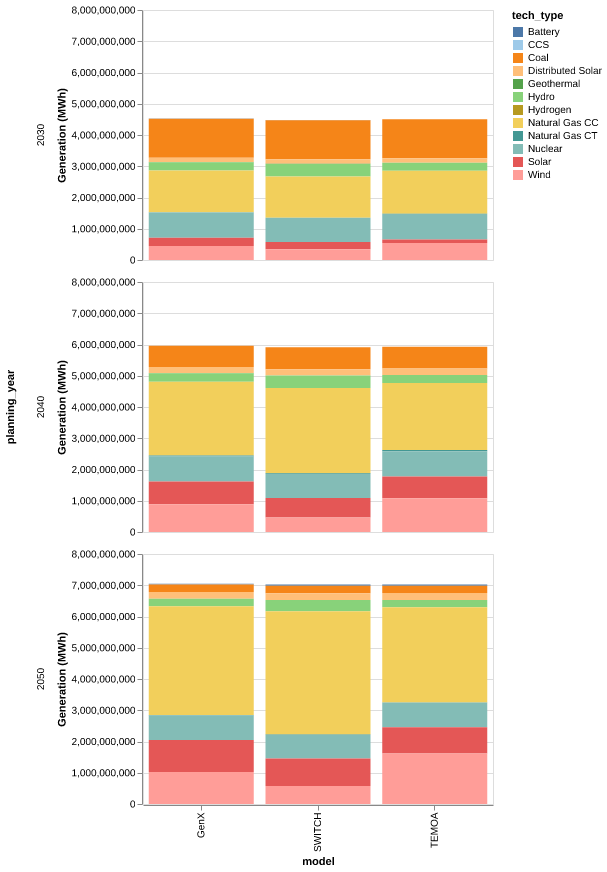 tech_type
Battery
CCS
Coal
Distributed Solar
Geothermal
Hydro
Hydrogen
Natural Gas CC
Natural Gas CT
Nuclear
Solar
Wind
planning_year
2030
Generation (MWh)
8,000,000,000
7,000,000,000
6,000,000,000
5,000,000,000
4,000,000,000
3,000,000,000
2,000,000,000
1,000,000,000
0
2040
Generation (MWh)
8,000,000,000
7,000,000,000
6,000,000,000
5,000,000,000
4,000,000,000
3,000,000,000
2,000,000,000
1,000,000,000
0
2050
Generation (MWh)
8,000,000,000
7,000,000,000
6,000,000,000
5,000,000,000
4,000,000,000
3,000,000,000
2,000,000,000
1,000,000,000
0
GenX
SWITCH
TEMOA
model